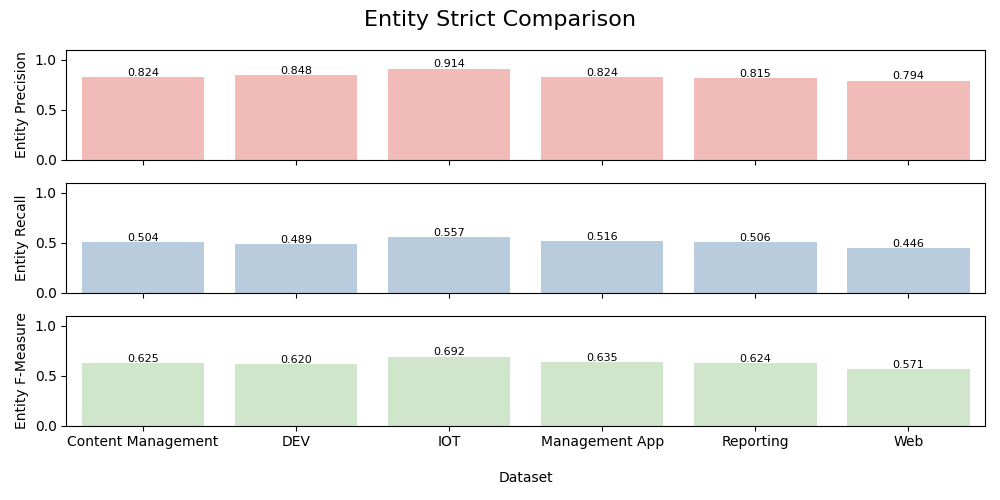 Entity Strict Comparison
Entity Precision
1.0
0.5
0.0
0.824
0.848
0.914
0.824
0.815
0.794
Entity Recall
1.0
0.5
0.0
0.504
0.489
0.557
0.516
0.506
0.446
Entity F-Measure
1.0
0.5
0.0
0.625
0.620
0.692
0.635
0.624
0.571
Content Management
DEV
IOT
Management App
Reporting
Web
Dataset